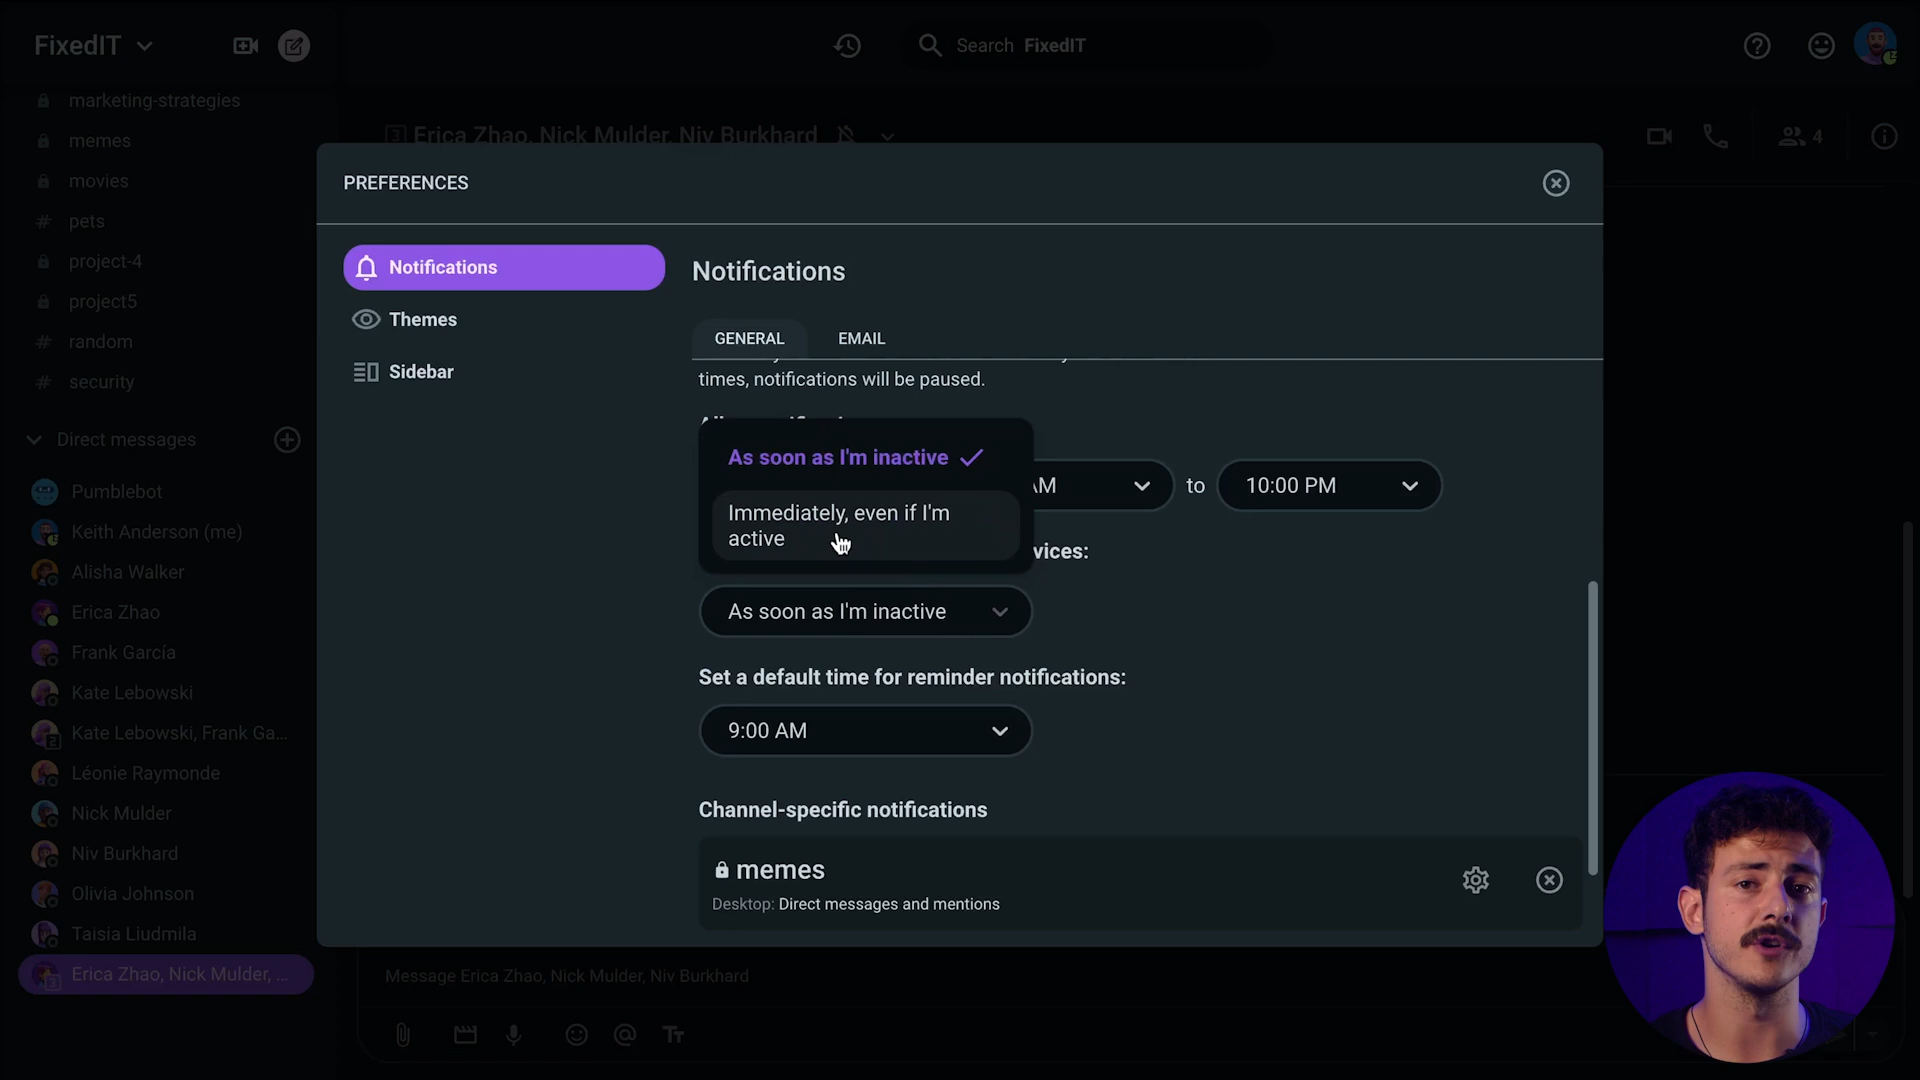 FixedIT
Search FixedIT
marketing-strategies
memes
movies
pets
project-4
project5
random
security
Direct messages
Pumblebot
Keith Anderson (me)
Alisha Walker
Erica Zhao
Frank García
Kate Lebowski
Kate Lebowski, Frank Ga...
2
Léonie Raymonde
Nick Mulder
Niv Burkhard
Olivia Johnson
Taisia Liudmila
Erica Zhao, Nick Mulder, ...
3
3 Erica Zhao, Nick Mulder, Niv Burkhard
4
PREFERENCES
Notifications
Themes
Sidebar
Notifications
GENERAL
EMAIL
times, notifications will be paused.
As soon as I'm inactive
Immediately, even if I'm
active
AM
to
10:00 PM
vices:
As soon as I'm inactive
Set a default time for reminder notifications:
9:00 AM
Channel-specific notifications
memes
Desktop: Direct messages and mentions
Message Erica Zhao, Nick Mulder, Niv Burkhard